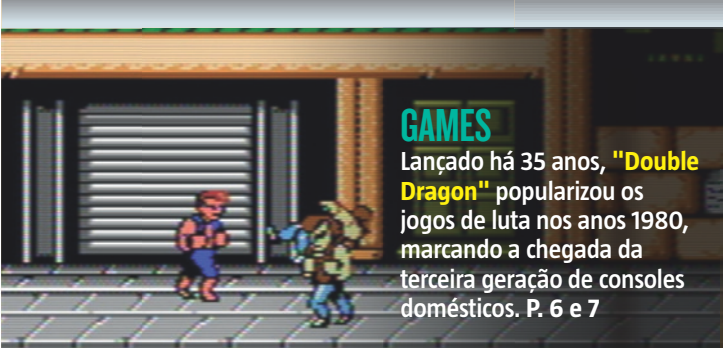 GAMES
Lançado há 35 anos, "Double
Dragon" popularizou os
jogos de luta nos anos 1980,
marcando a chegada da
terceira geração de consoles
domésticos. P. 6 e 7